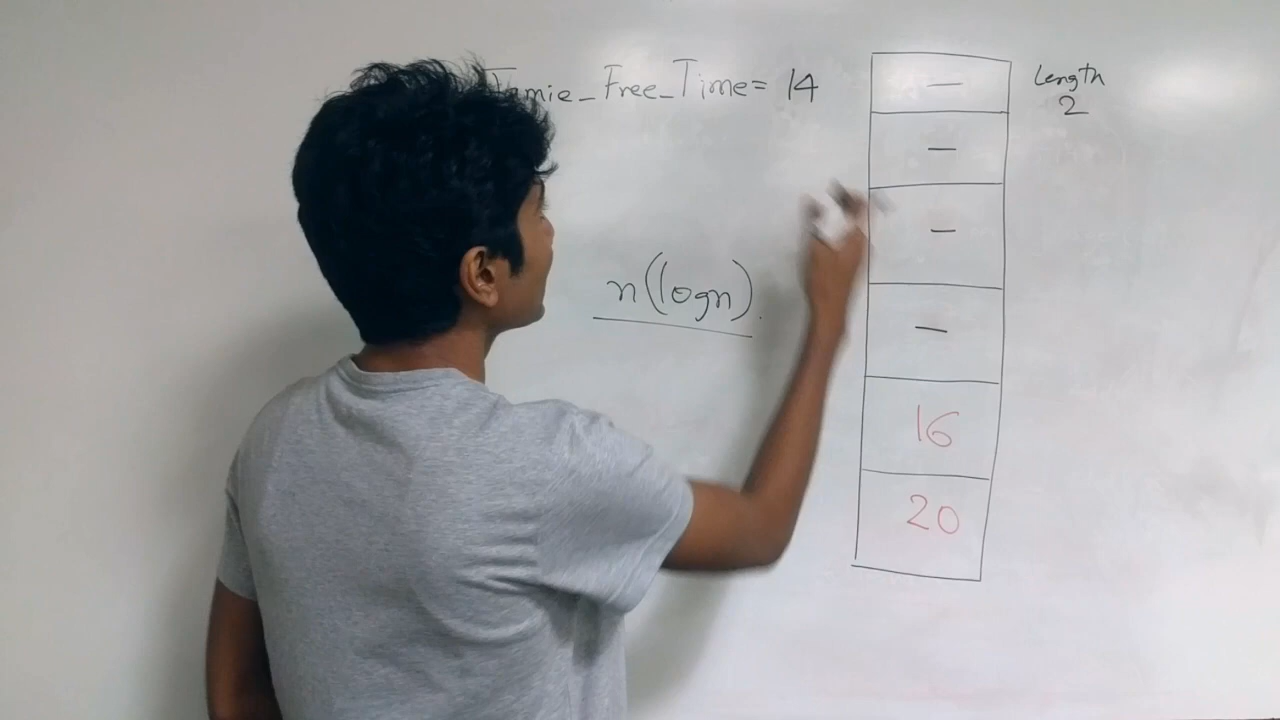 Jamie_Free_Time= 14
Length
2
—
—
—
—
n(logn).
16
20